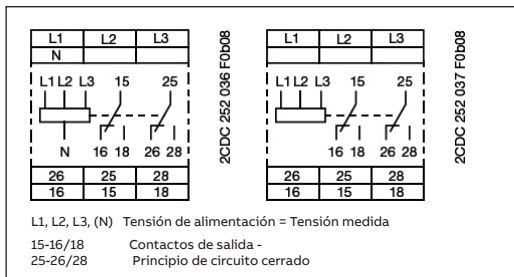 L1 L2 L3
N
L1 L2 L3 15 25
N 16 18 26 28
26 25 28
16 15 18
2CDC 252 036 F0b08
L1 L2 L3
L1 L2 L3 15 25
16 18 26 28
26 25 28
16 15 18
2CDC 252 037 F0b08
L1, L2, L3, (N) Tensión de alimentación = Tensión medida
15-16/18 Contactos de salida -
25-26/28 Principio de circuito cerrado